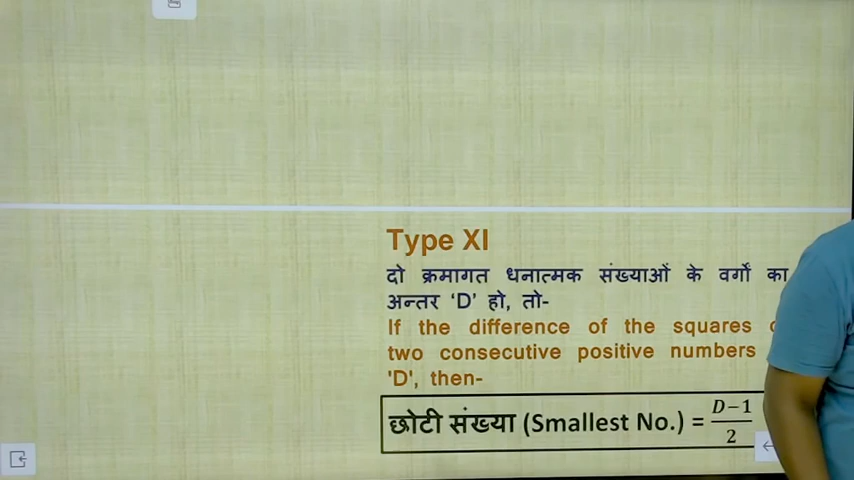 Type XI
दो क्रमागत धनात्मक संख्याओं के वर्गों का
अन्तर 'D' हो, तो-
If the difference of the squares
two consecutive positive numbers
'D', then-
छोटी संख्या (Smallest No.) = D-1/2